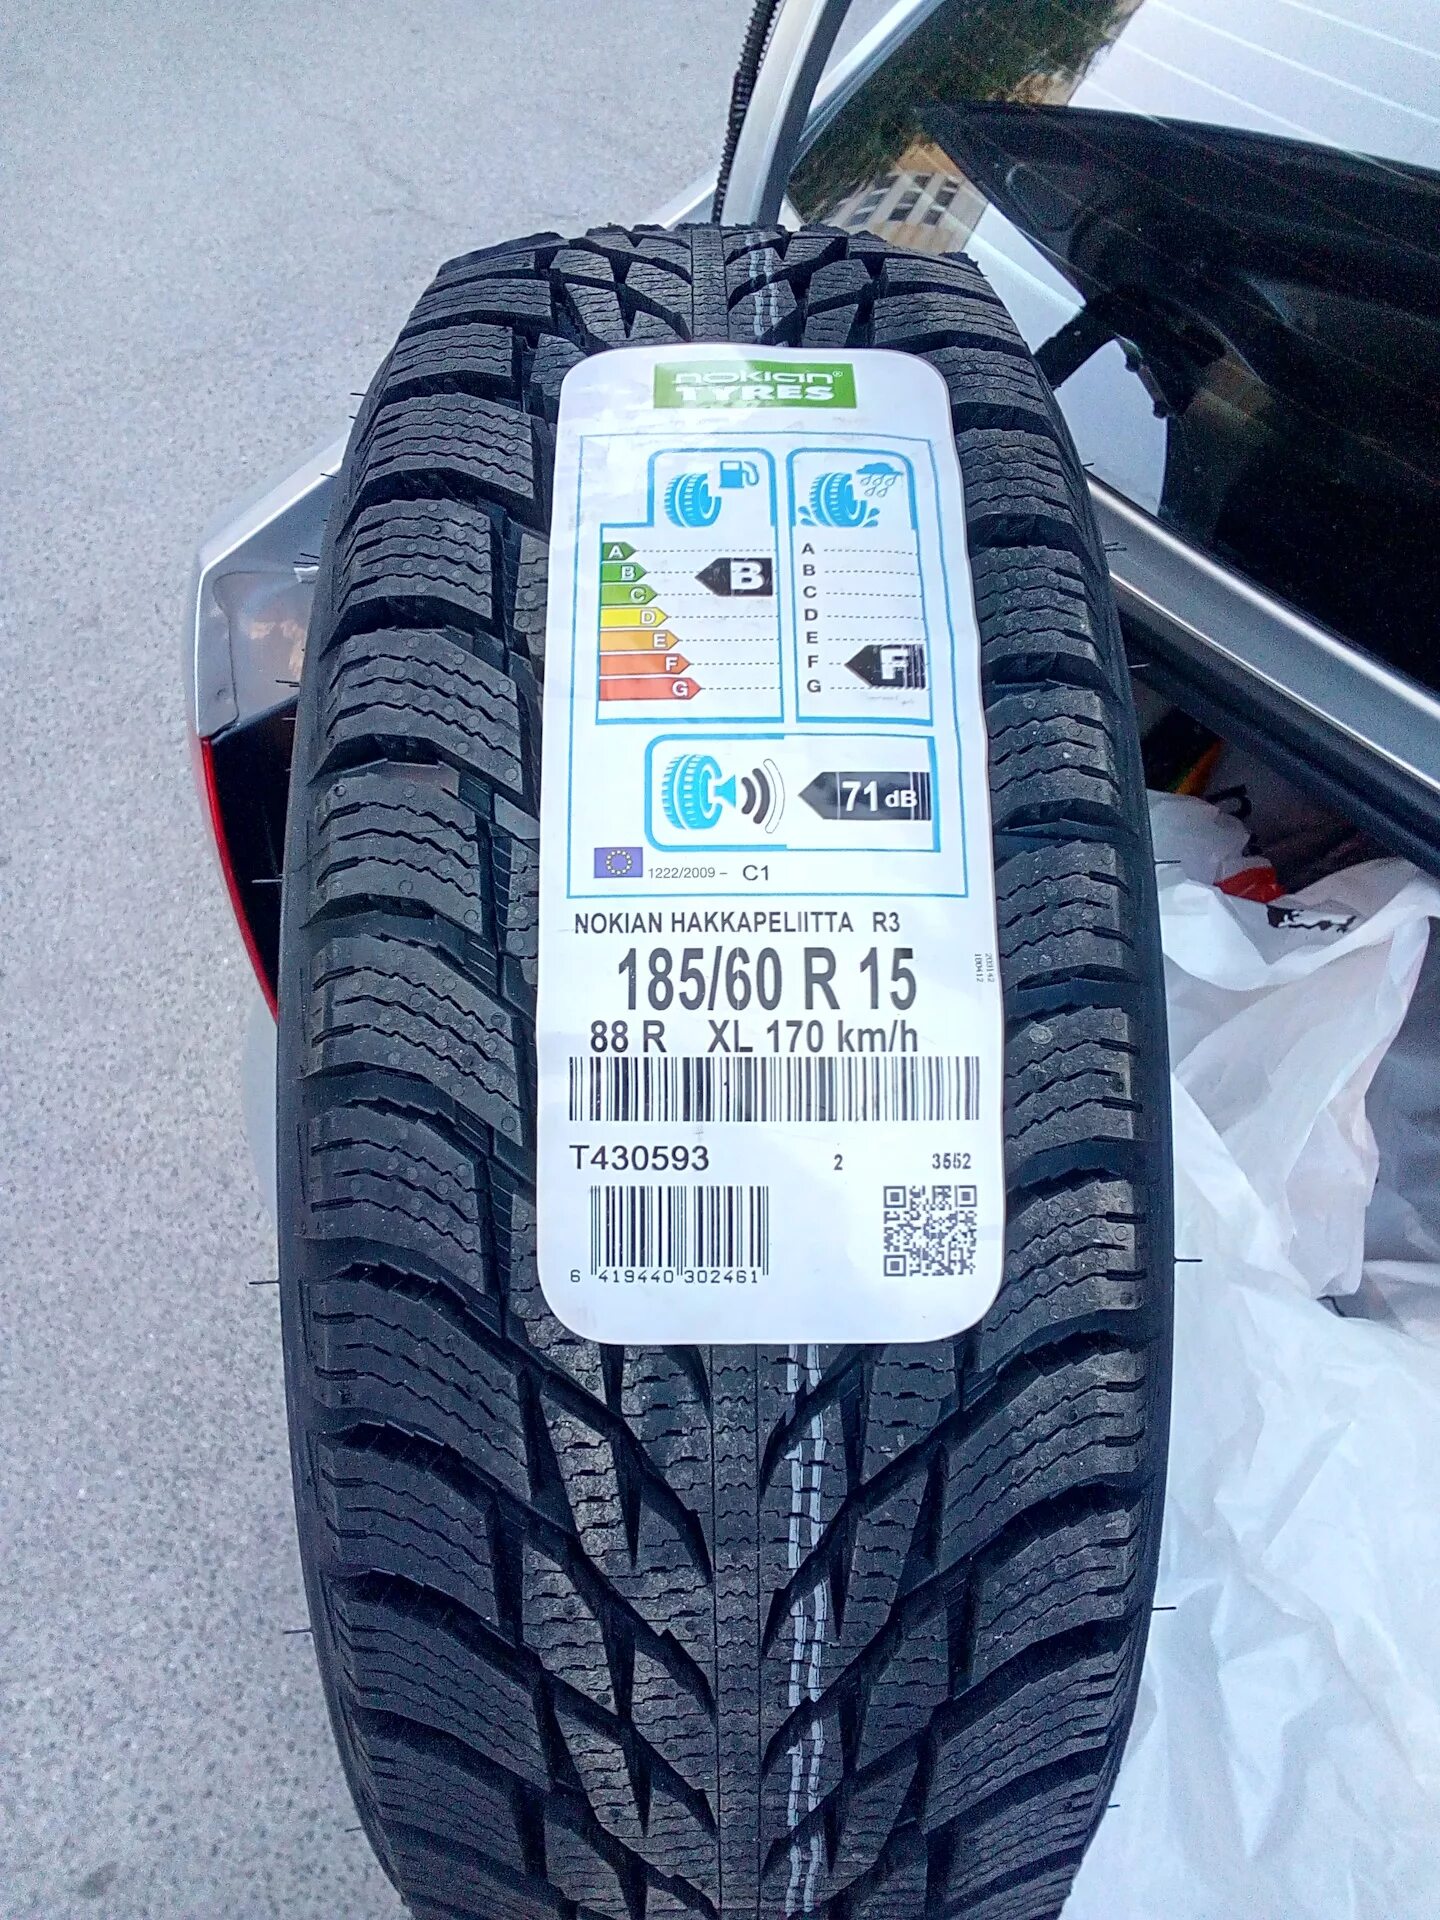 nokian®
TYRES
A
B
C
D
E
F
G
B
A
B
C
D
E
F
G
F
71 dB
1222/2009 - C1
NOKIAN HAKKAPELIITTA R3
185/60 R 15
88 R XL 170 km/h
T430593 2 3552
6 419440 302461